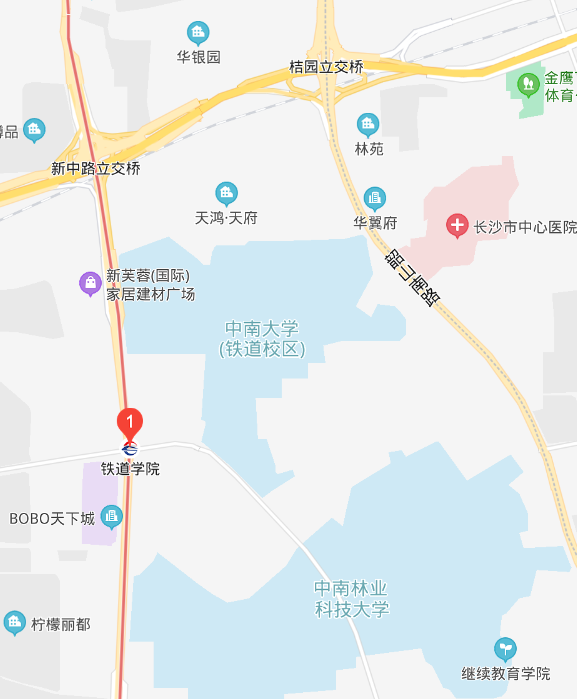 华银园
桔园立交桥
金鹰
体育
林苑
品
新中路立交桥
天鸿·天府
华翼府
长沙市中心医院
韶山南路
新芙蓉(国际)
家居建材广场
中南大学
(铁道校区)
1
铁道学院
BOBO天下城
中南林业
科技大学
柠檬丽都
继续教育学院